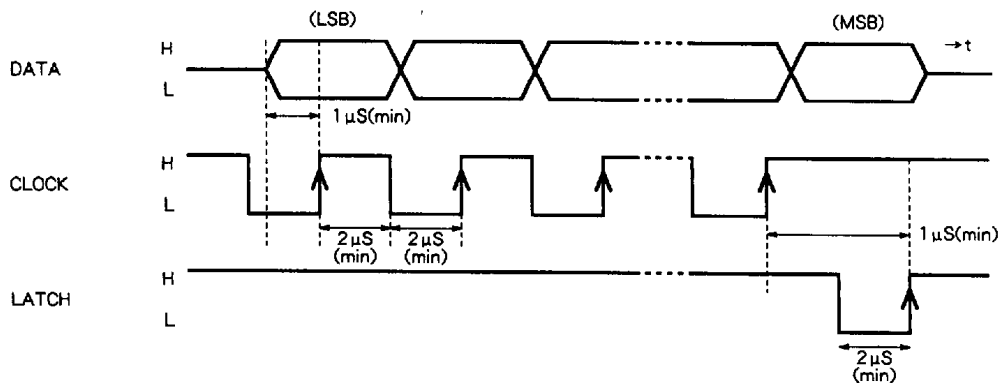 (LSB)
(MSB)
H
→t
DATA
L
1μS(min)
H
CLOCK
L
2μS
(min)
2μS
(min)
1μS(min)
H
LATCH
L
2μS
(min)